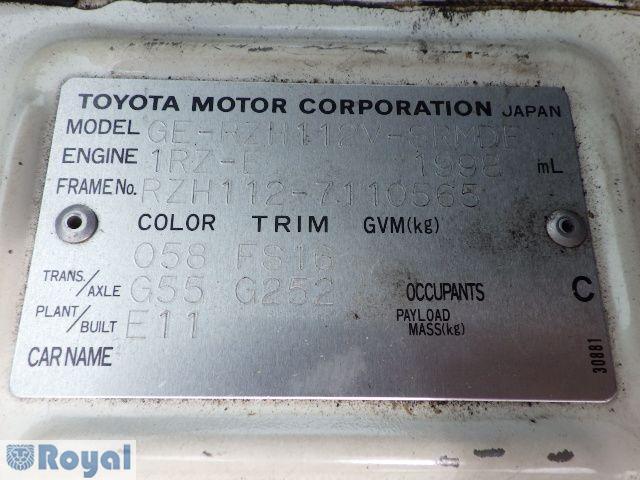 TOYOTA MOTOR CORPORATION JAPAN
MODEL GE-RZH112V-SRMDE
ENGINE 1RZ-E 1998 mL
FRAME No. RZH112-7110565
COLOR TRIM GVM(kg)
058 FS16
TRANS./AXLE G55 G252 OCCUPANTS C
PLANT/BUILT E11 PAYLOAD MASS(kg)
CAR NAME
30881
Royal